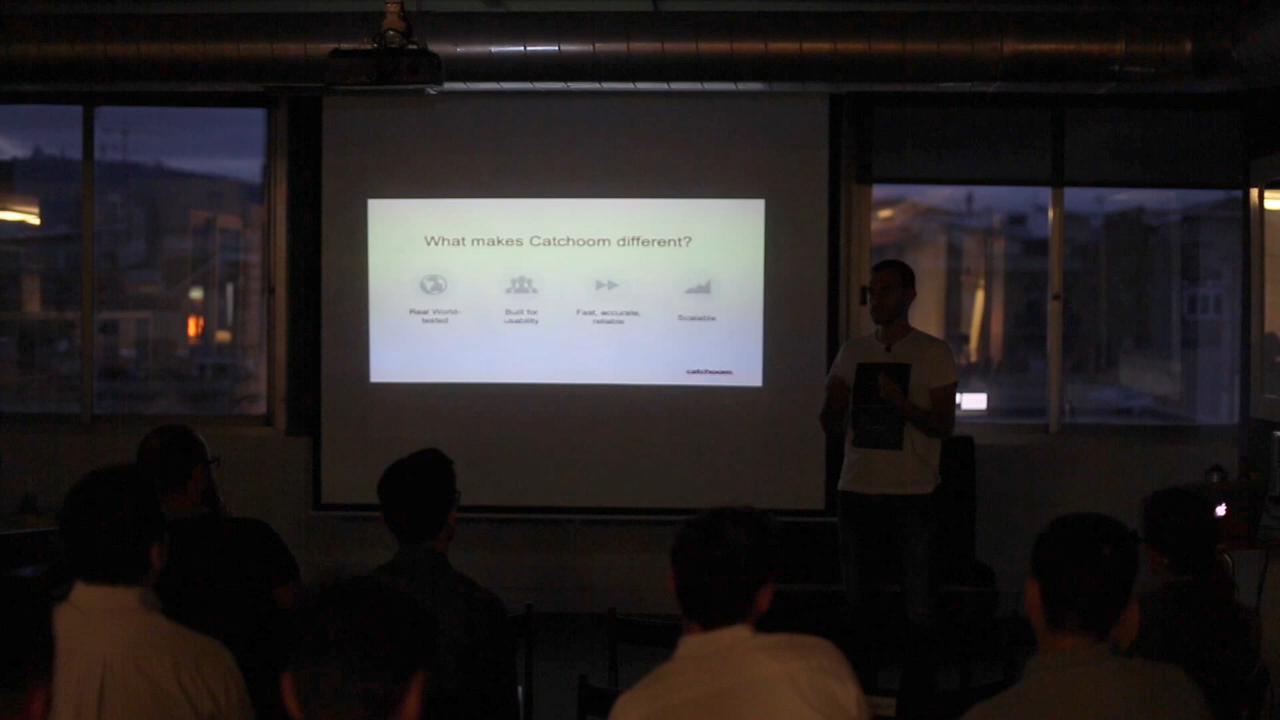 What makes Catchoom different?
Real World-
tested
Built for
usability
Fast, accurate,
reliable
Scalable
catchoom